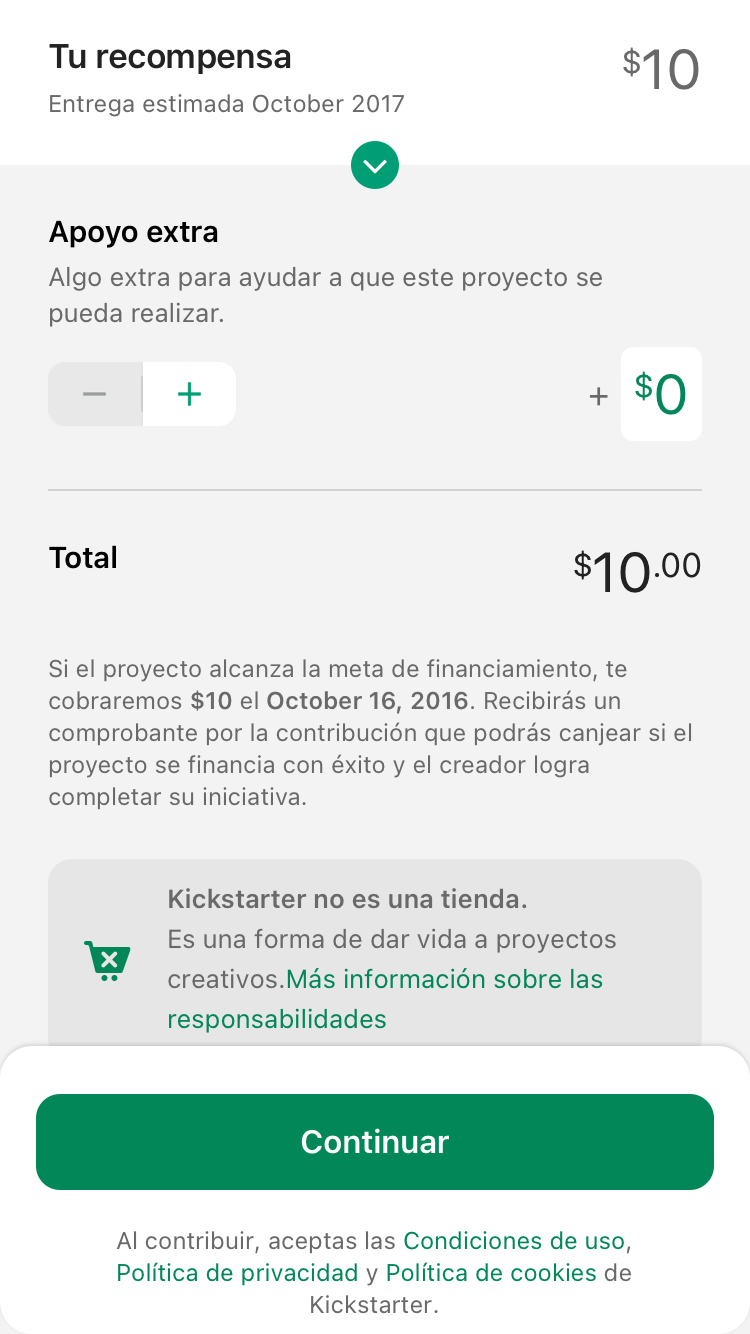 Tu recompensa
$10
Entrega estimada October 2017
Apoyo extra
Algo extra para ayudar a que este proyecto se
pueda realizar.
− +
+ $0
Total
$10.00
Si el proyecto alcanza la meta de financiamiento, te
cobraremos $10 el October 16, 2016. Recibirás un
comprobante por la contribución que podrás canjear si el
proyecto se financia con éxito y el creador logra
completar su iniciativa.
Kickstarter no es una tienda.
Es una forma de dar vida a proyectos
creativos.Más información sobre las
responsabilidades
Continuar
Al contribuir, aceptas las Condiciones de uso,
Política de privacidad y Política de cookies de
Kickstarter.